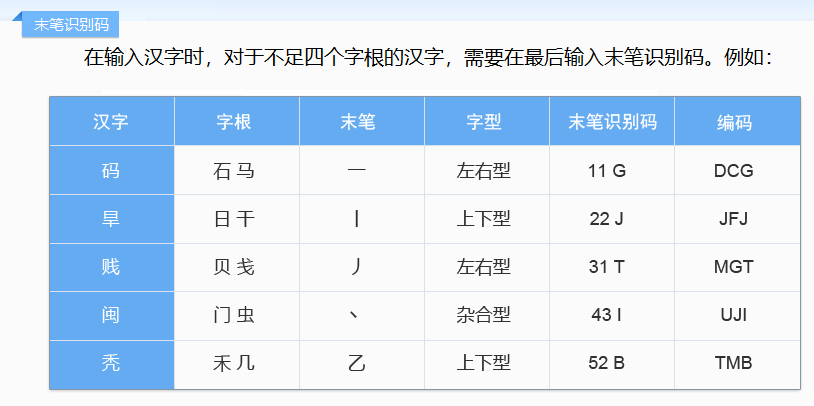 末笔识别码
在输入汉字时，对于不足四个字根的汉字，需要在最后输入末笔识别码。例如：
汉字 字根 末笔 字型 末笔识别码 编码
码 石 马 一 左右型 11 G DCG
旱 日 干 丨 上下型 22 J JFJ
贱 贝 戋 丿 左右型 31 T MGT
闽 门 虫 丶 杂合型 43 I UJI
秃 禾 几 乙 上下型 52 B TMB